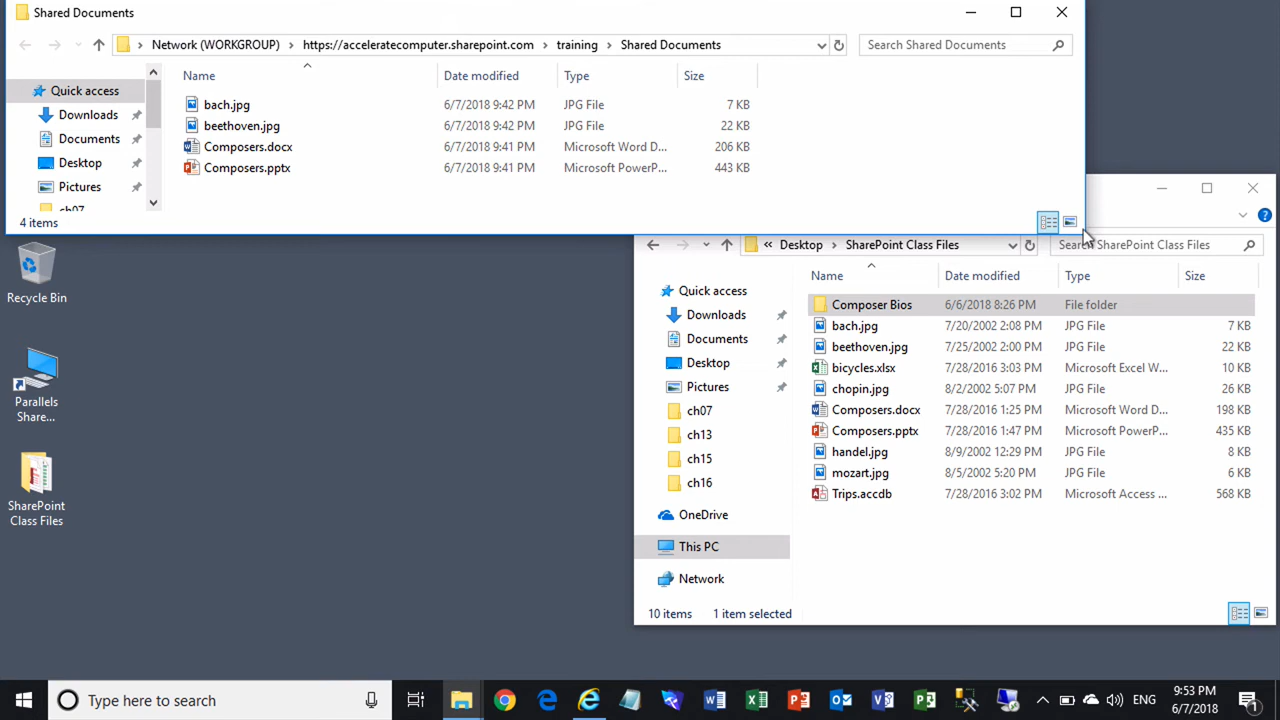 Shared Documents
Network (WORKGROUP) https://acceleratecomputer.sharepoint.com training Shared Documents
Search Shared Documents
Name Date modified Type Size
Quick access
Downloads
Documents
Desktop
Pictures
ch07
bach.jpg 6/7/2018 9:42 PM JPG File 7 KB
beethoven.jpg 6/7/2018 9:42 PM JPG File 22 KB
Composers.docx 6/7/2018 9:41 PM Microsoft Word D... 206 KB
Composers.pptx 6/7/2018 9:41 PM Microsoft PowerP... 443 KB
4 items
« Desktop SharePoint Class Files
Search SharePoint Class Files
Name Date modified Type Size
Quick access
Downloads
Documents
Desktop
Pictures
ch07
ch13
ch15
ch16
OneDrive
This PC
Network
Composer Bios 6/6/2018 8:26 PM File folder
bach.jpg 7/20/2002 2:08 PM JPG File 7 KB
beethoven.jpg 7/25/2002 2:00 PM JPG File 22 KB
bicycles.xlsx 7/28/2016 3:03 PM Microsoft Excel W... 10 KB
chopin.jpg 8/2/2002 5:07 PM JPG File 26 KB
Composers.docx 7/28/2016 1:25 PM Microsoft Word D... 198 KB
Composers.pptx 7/28/2016 1:47 PM Microsoft PowerP... 435 KB
handel.jpg 8/9/2002 12:29 PM JPG File 8 KB
mozart.jpg 8/5/2002 5:20 PM JPG File 6 KB
Trips.accdb 7/28/2016 3:02 PM Microsoft Access ... 568 KB
10 items 1 item selected
Recycle Bin
Parallels
Share...
SharePoint
Class Files
Type here to search
ENG
9:53 PM
6/7/2018
1